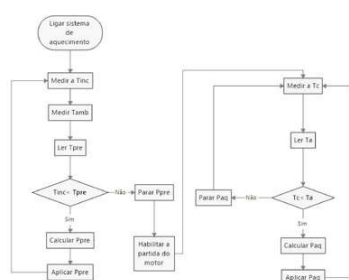 Ligar sistema
de
aquecimento
Medir a Tinc
Medir Tamb
Ler Tpre
Tinc< Tpre
Não
Parar Ppre
Sim
Calcular Ppre
Aplicar Ppre
Habilitar a
partida do
motor
Medir a Tc
Ler Ta
Tc< Ta
Não
Parar Paq
Sim
Calcular Paq
Aplicar Paq